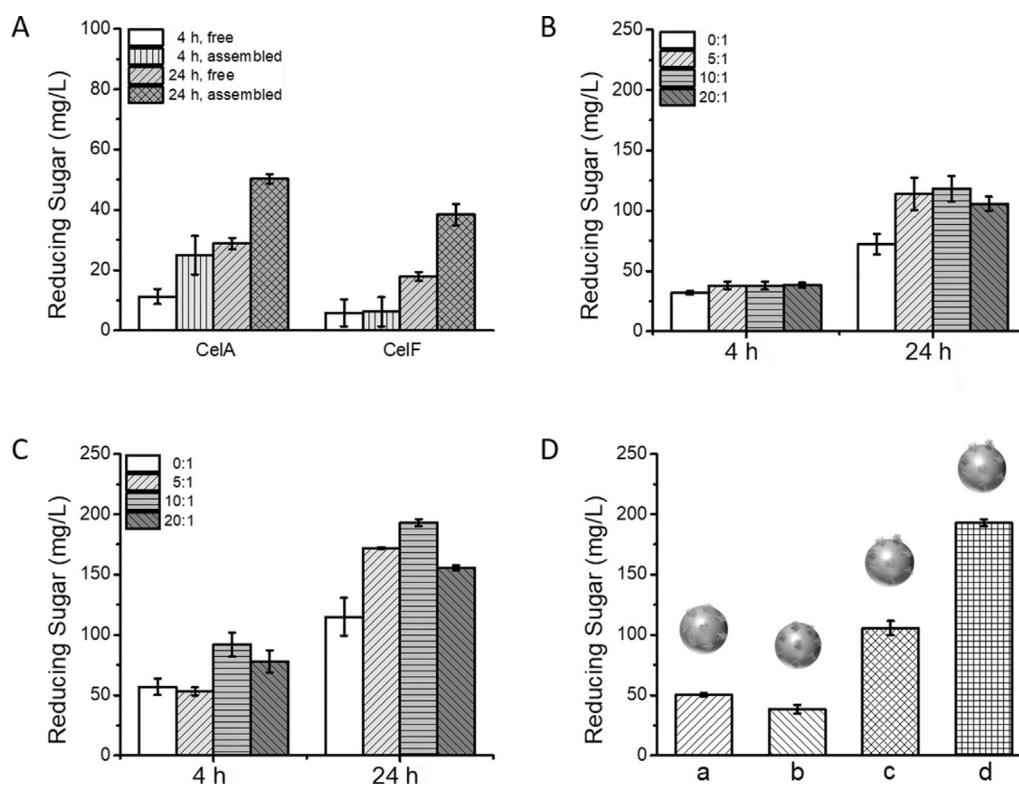 A
Reducing Sugar (mg/L)
100
80
60
40
20
0
4 h, free
4 h, assembled
24 h, free
24 h, assembled
CelA
CelF
B
Reducing Sugar (mg/L)
250
200
150
100
50
0
0:1
5:1
10:1
20:1
4 h
24 h
C
Reducing Sugar (mg/L)
250
200
150
100
50
0
0:1
5:1
10:1
20:1
4 h
24 h
D
Reducing Sugar (mg/L)
250
200
150
100
50
0
a
b
c
d